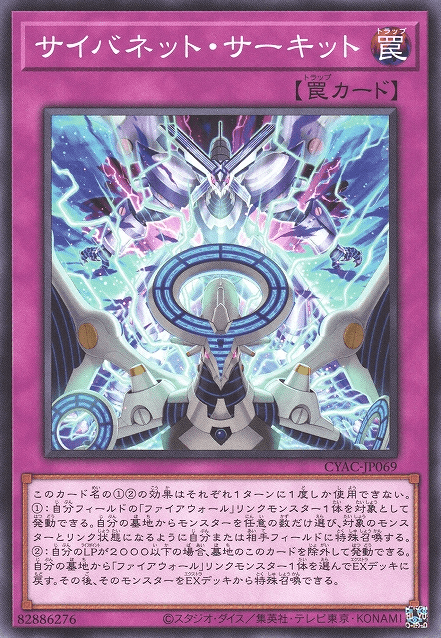 サイバネット・サーキット
罠
トラップ
【罠カード】
トラップ
CYAC-JP069
このカード名の①②の効果はそれぞれ1ターンに1度しか使用できない。
①:自分フィールドの「ファイアウォール」リンクモンスター1体を対象として
発動できる。自分の墓地からモンスターを任意の数だけ選び、対象のモンス
ターとリンク状態になるように自分または相手フィールドに特殊召喚する。
②:自分のLPが2000以下の場合、墓地のこのカードを除外して発動できる。
自分の墓地から「ファイアウォール」リンクモンスター1体を選んでEXデッキに
戻す。その後、そのモンスターをEXデッキから特殊召喚できる。
82886276
©スタジオ・ダイス/集英社・テレビ東京・KONAMI